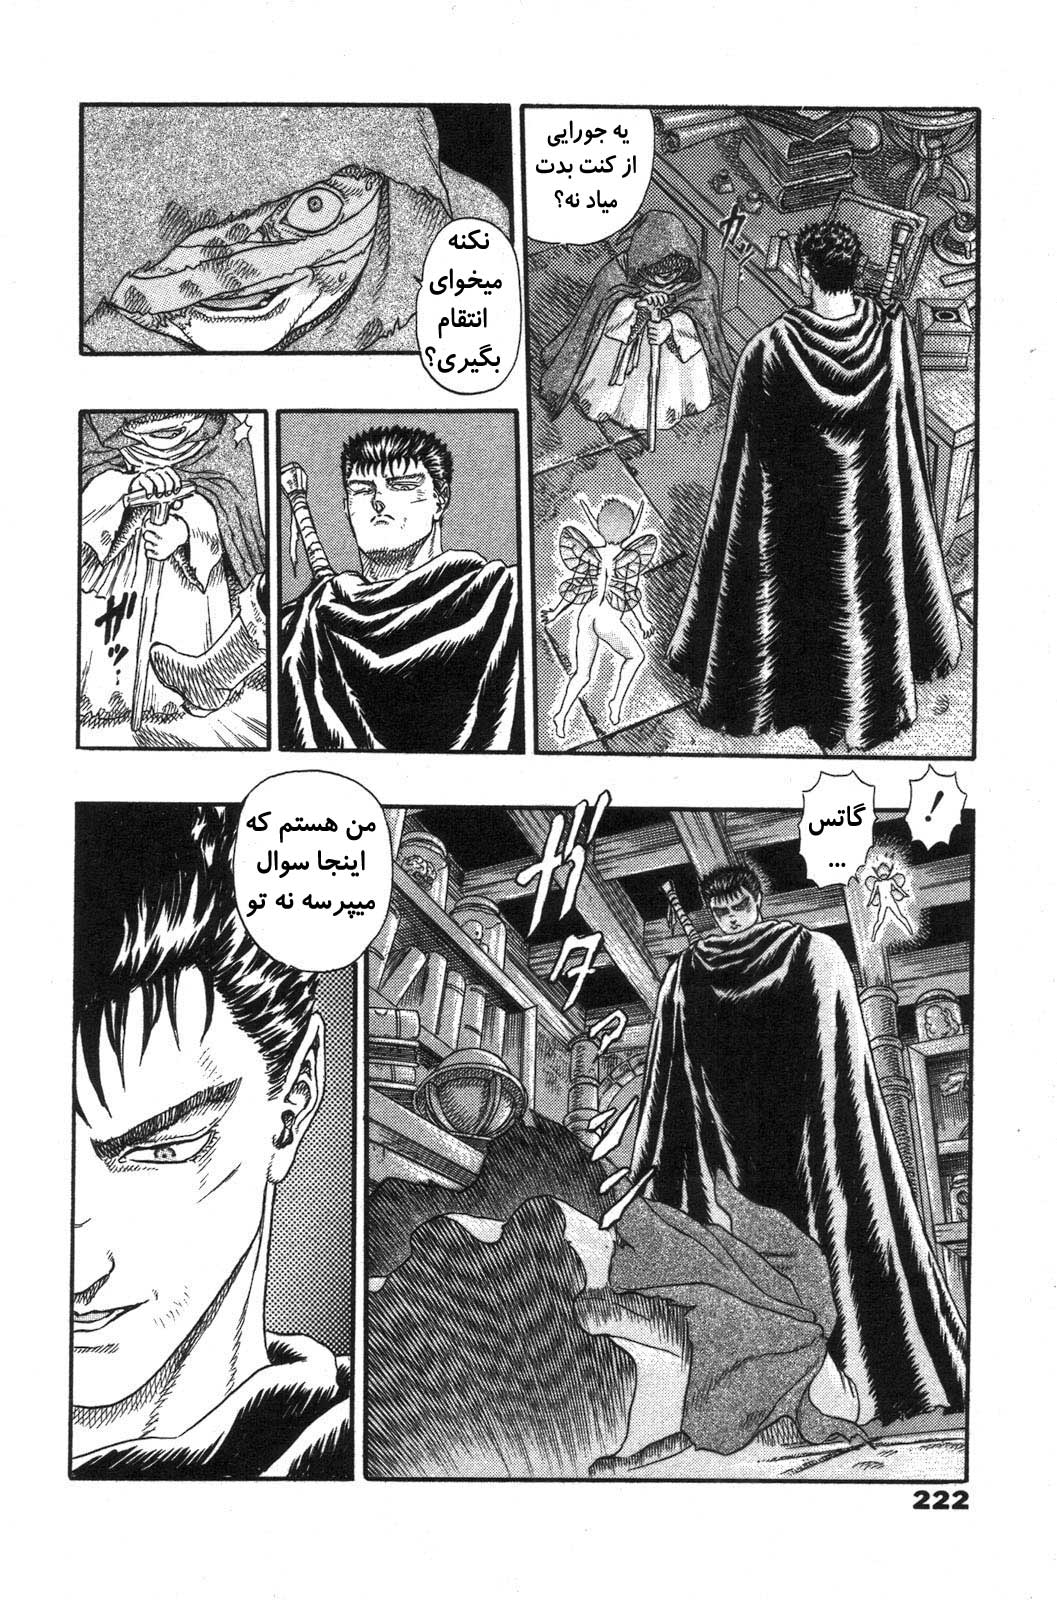 یه جورایی
از کنت بدت
میاد نه؟
نکنه
میخوای
انتقام
بگیری؟
!
گاتس
...
من هستم که
اینجا سوال
میپرسه نه تو
222